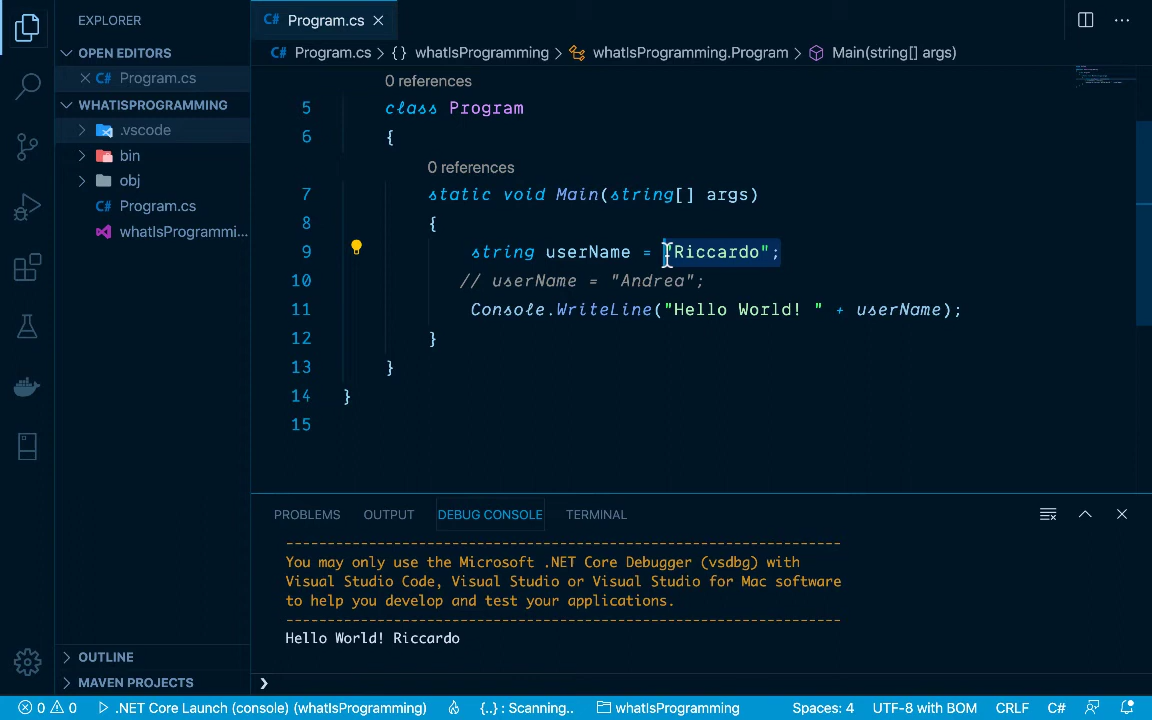 EXPLORER
OPEN EDITORS
C# Program.cs
WHATISPROGRAMMING
.vscode
bin
obj
C# Program.cs
whatIsProgrammi...
OUTLINE
MAVEN PROJECTS
C# Program.cs
C# Program.cs > {} whatIsProgramming > whatIsProgramming.Program > Main(string[] args)
0 references
5 class Program
6 {
0 references
7 static void Main(string[] args)
8 {
9 string userName = "Riccardo";
10 // userName = "Andrea";
11 Console.WriteLine("Hello World! " + userName);
12 }
13 }
14 }
15
PROBLEMS OUTPUT DEBUG CONSOLE TERMINAL
--------------------------------------------------------------------
You may only use the Microsoft .NET Core Debugger (vsdbg) with
Visual Studio Code, Visual Studio or Visual Studio for Mac software
to help you develop and test your applications.
--------------------------------------------------------------------
Hello World! Riccardo
0 0 .NET Core Launch (console) (whatIsProgramming) {..} : Scanning.. whatIsProgramming Spaces: 4 UTF-8 with BOM CRLF C#